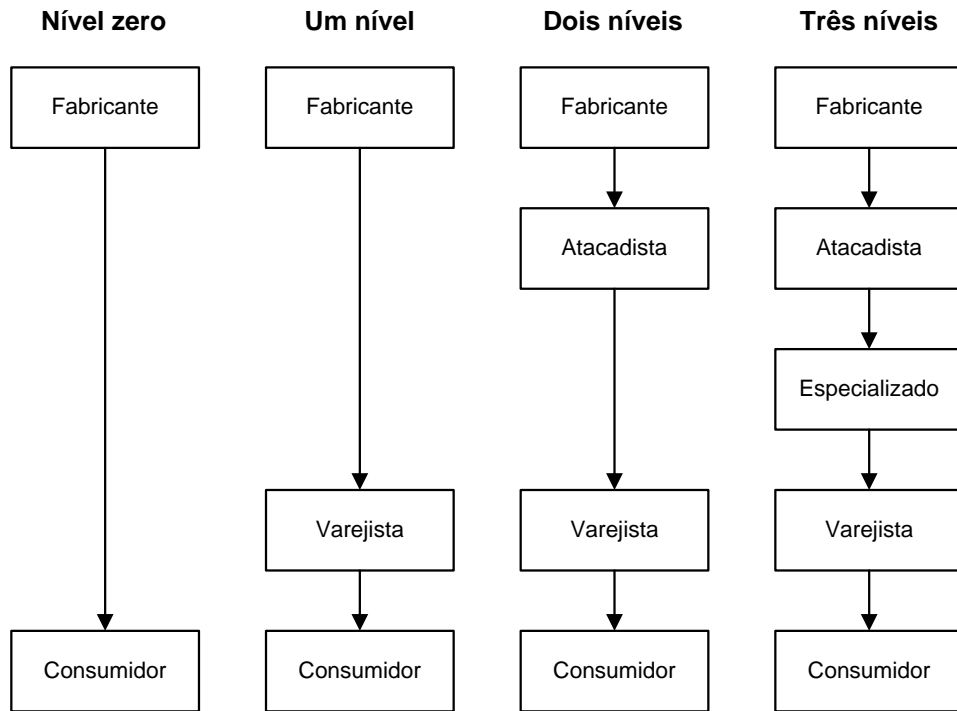 Nível zero
Um nível
Dois níveis
Três níveis
Fabricante
Fabricante
Fabricante
Fabricante
Atacadista
Atacadista
Especializado
Varejista
Varejista
Varejista
Consumidor
Consumidor
Consumidor
Consumidor